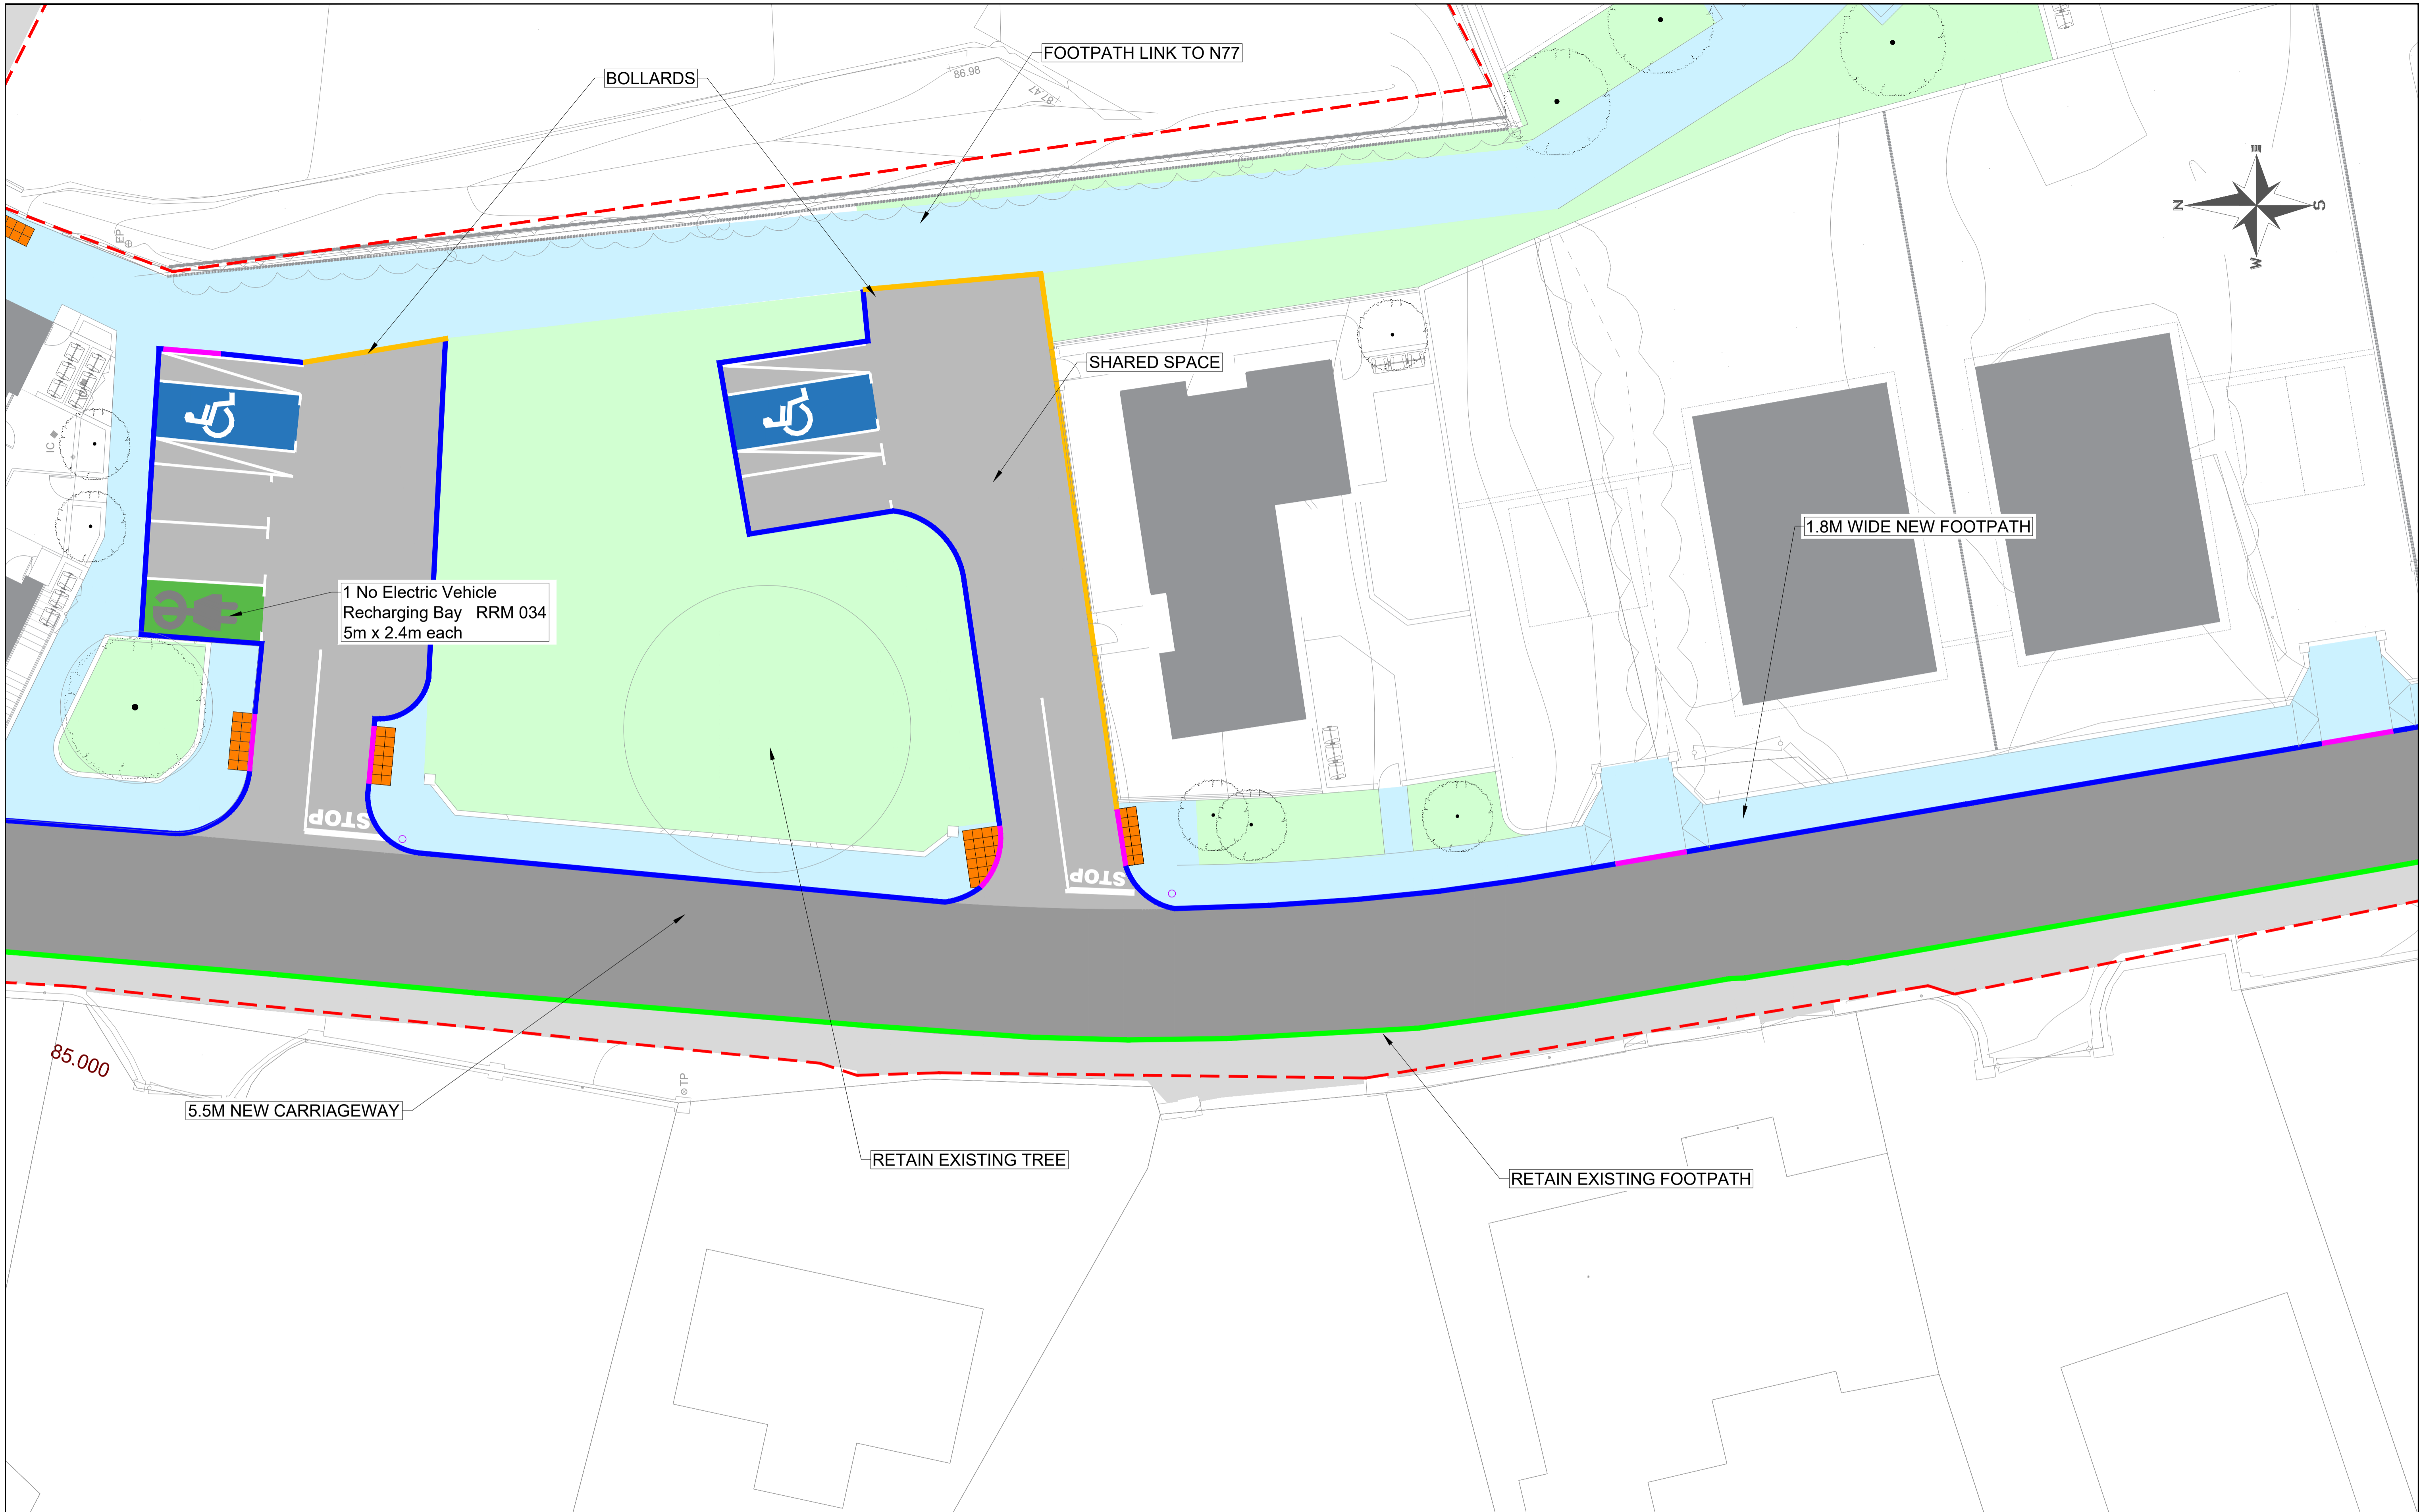 FOOTPATH LINK TO N77
BOLLARDS
86.98
87.47
E
N
S
W
EP
SHARED SPACE
IC
1.8M WIDE NEW FOOTPATH
1 No Electric Vehicle
Recharging Bay RRM 034
5m x 2.4m each
STOP
STOP
85.000
TP
5.5M NEW CARRIAGEWAY
RETAIN EXISTING TREE
RETAIN EXISTING FOOTPATH